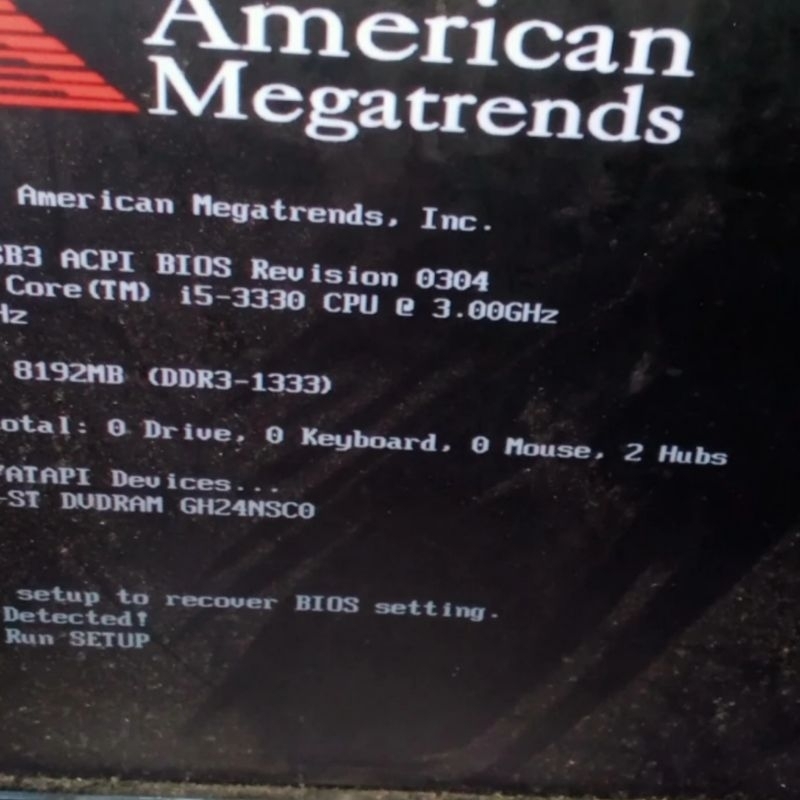 American
Megatrends
American Megatrends, Inc.
SB3 ACPI BIOS Revision 0304
Core(TM) i5-3330 CPU @ 3.00GHz
Hz
8192MB (DDR3-1333)
otal: 0 Drive, 0 Keyboard, 0 Mouse, 2 Hubs
/ATAPI Devices...
-ST DVDRAM GH24NSC0
setup to recover BIOS setting.
Detected!
Run SETUP